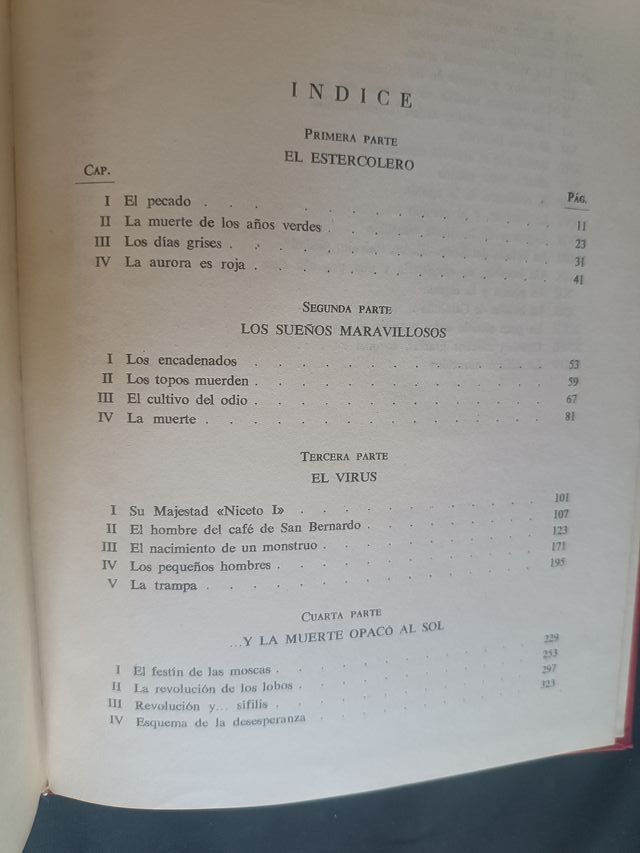 INDICE
PRIMERA PARTE
EL ESTERCOLERO
CAP. PÁG.
I El pecado . . . . . . . . . . 11
II La muerte de los años verdes . . . . . . . 23
III Los días grises . . . . . . . . . . 31
IV La aurora es roja . . . . . . . . . . 41
SEGUNDA PARTE
LOS SUEÑOS MARAVILLOSOS
I Los encadenados . . . . . . . . . . 53
II Los topos muerden . . . . . . . . . . 59
III El cultivo del odio . . . . . . . . . . 67
IV La muerte . . . . . . . . . . 81
TERCERA PARTE
EL VIRUS
I Su Majestad «Niceto I» . . . . . . . . 101
II El hombre del café de San Bernardo . . . . . . 107
III El nacimiento de un monstruo . . . . . . . 123
IV Los pequeños hombres . . . . . . . . 171
V La trampa . . . . . . . . . . 195
CUARTA PARTE
...Y LA MUERTE OPACÓ AL SOL
I El festín de las moscas . . . . . . . . 229
II La revolución de los lobos . . . . . . . 253
III Revolución y... sífilis . . . . . . . . 297
IV Esquema de la desesperanza . . . . . . . 323